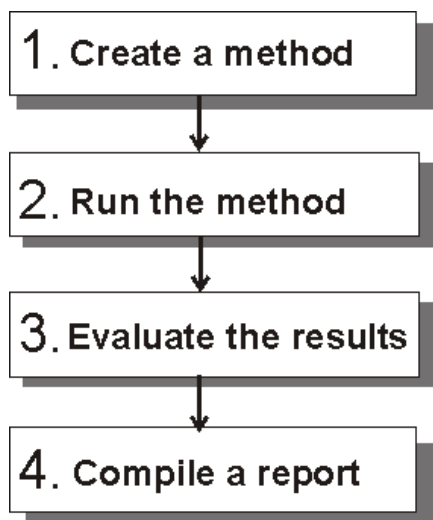 1. Create a method
2. Run the method
3. Evaluate the results
4. Compile a report